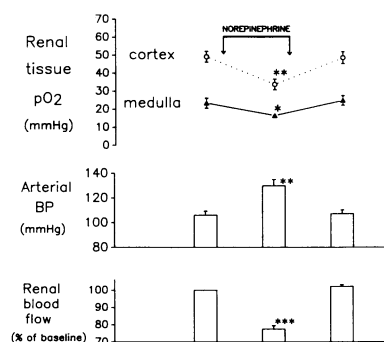 NOREPINEPHRINE
Renal
tissue
pO2
(mmHg)
70
60
50
40
30
20
10
0
cortex
medulla
**
*
Arterial
BP
(mmHg)
140
120
100
80
**
Renal
blood
flow
(% of baseline)
100
90
80
70
***